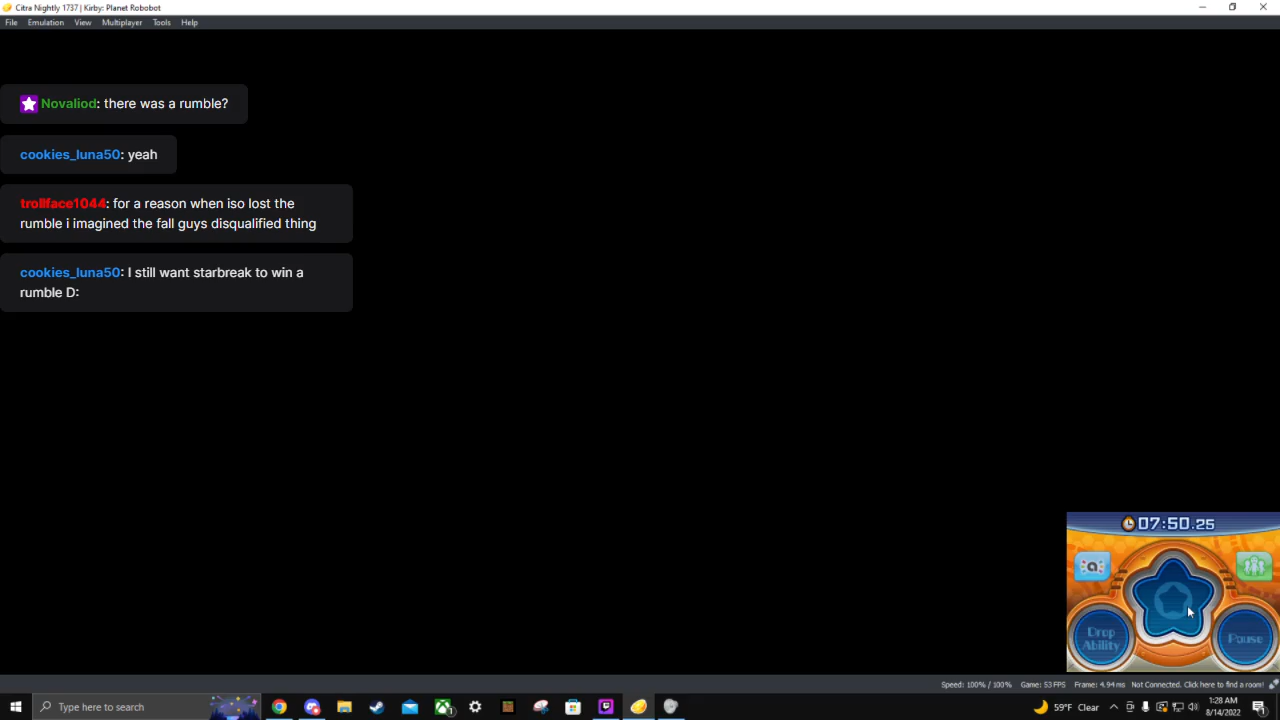 Citra Nightly 1737 | Kirby: Planet Robobot
File Emulation View Multiplayer Tools Help
Novaliod: there was a rumble?
cookies_luna50: yeah
trollface1044: for a reason when iso lost the
rumble i imagined the fall guys disqualified thing
cookies_luna50: I still want starbreak to win a
rumble D:
07:50.25
a
Drop
Ability
Pause
Speed: 100% / 100% Game: 53 FPS Frame: 4.94 ms Not Connected. Click here to find a room!
Type here to search
59°F Clear
1:28 AM
8/14/2022